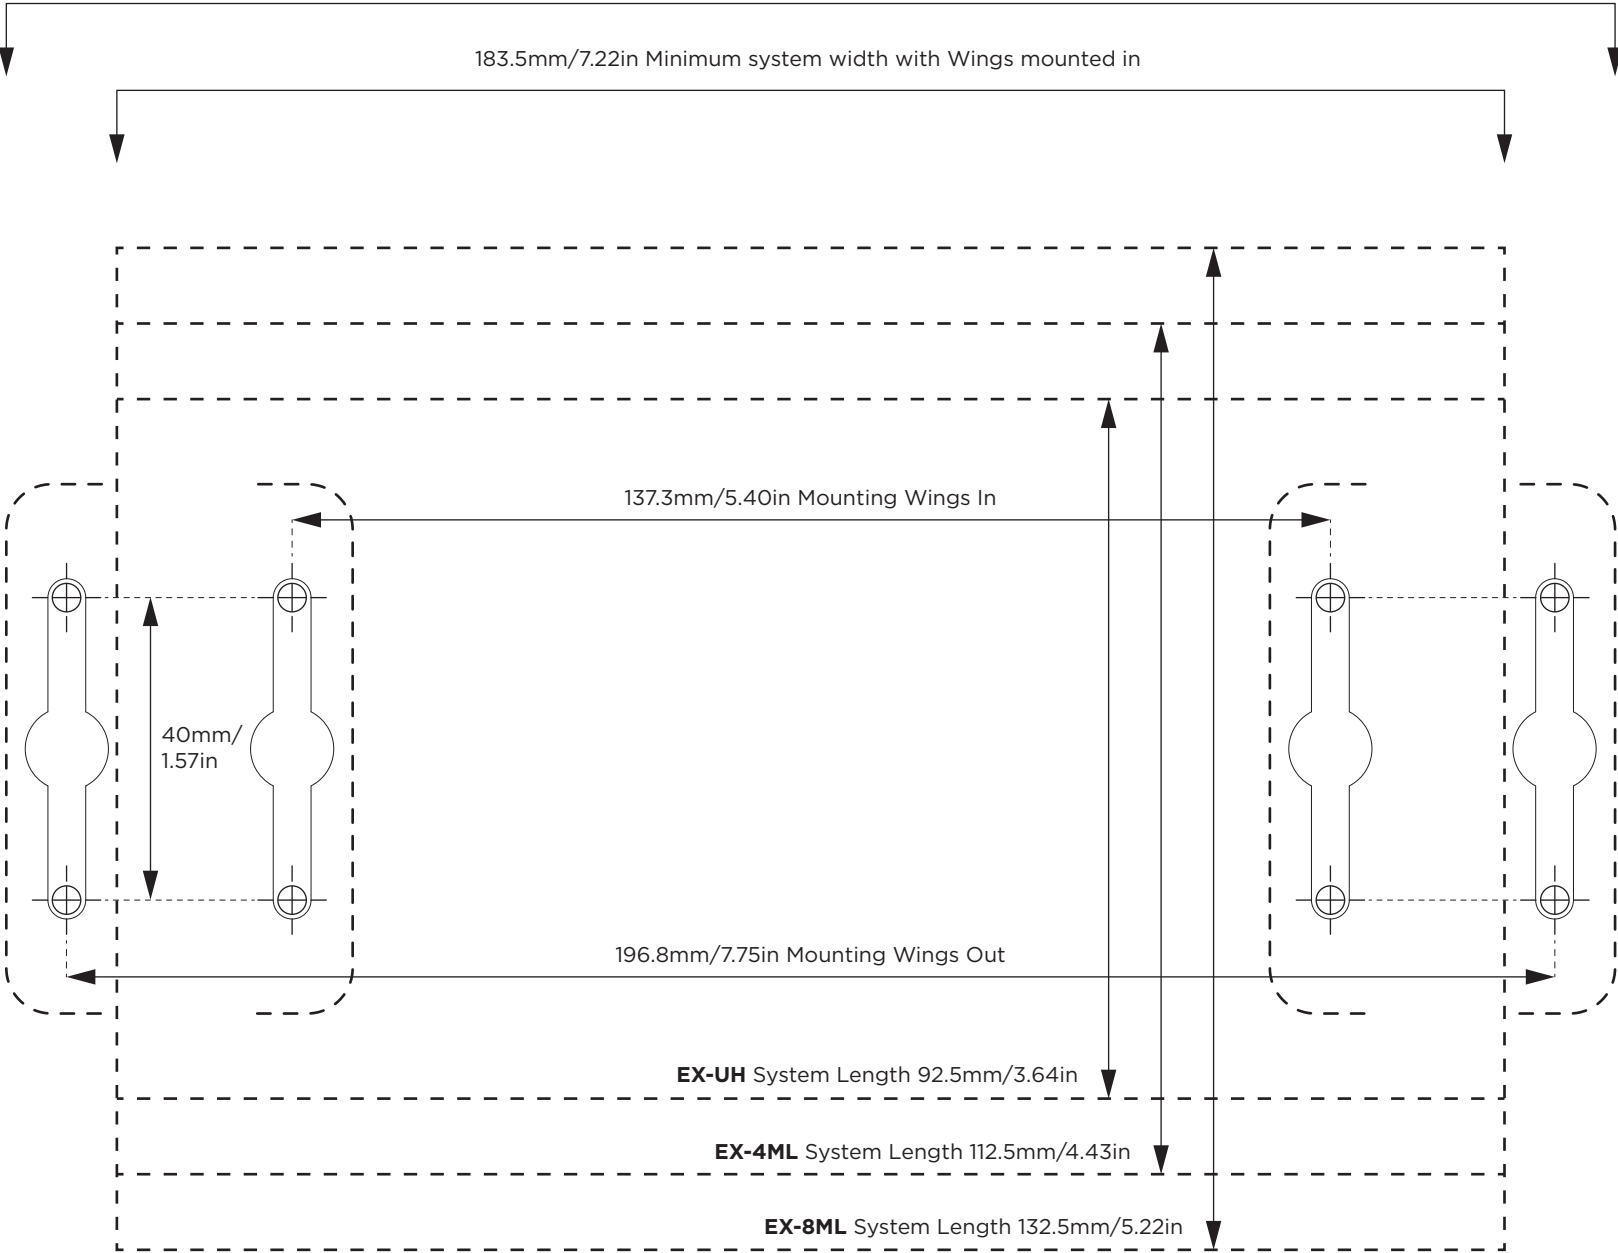 183.5mm/7.22in Minimum system width with Wings mounted in
137.3mm/5.40in Mounting Wings In
40mm/
1.57in
196.8mm/7.75in Mounting Wings Out
EX-UH System Length 92.5mm/3.64in
EX-4ML System Length 112.5mm/4.43in
EX-8ML System Length 132.5mm/5.22in